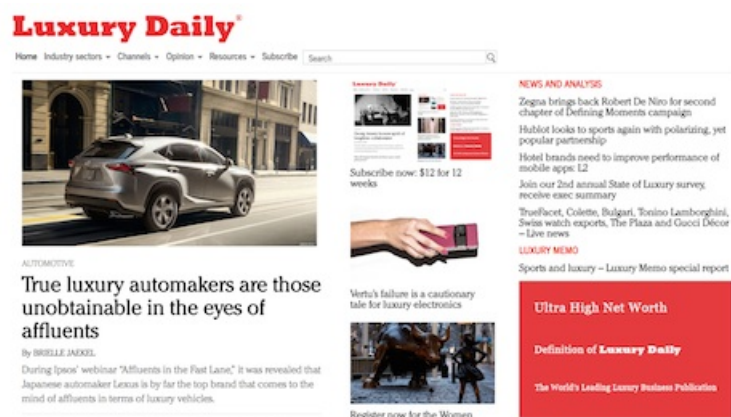 Luxury Daily®
Home Industry sectors Channels Opinion Resources Subscribe Search
AUTOMOTIVE
True luxury automakers are those
unobtainable in the eyes of
affluents
By BRIELLE JAEKEL
During Ipsos' webinar "Affluents in the Fast Lane," it was revealed that
Japanese automaker Lexus is by far the top brand that comes to the
mind of affluents in terms of luxury vehicles.
Luxury Daily
Subscribe now: $12 for 12
weeks
Vertu's failure is a cautionary
tale for luxury electronics
Register now for the Women
NEWS AND ANALYSIS
Zegna brings back Robert De Niro for second
chapter of Defining Moments campaign
Hublot looks to sports again with polarizing, yet
popular partnership
Hotel brands need to improve performance of
mobile apps: L2
Join our 2nd annual State of Luxury survey,
receive exec summary
TrueFacet, Colette, Bulgari, Tonino Lamborghini,
Swiss watch exports, The Plaza and Gucci Décor
– Live news
LUXURY MEMO
Sports and luxury – Luxury Memo special report
Ultra High Net Worth
Definition of Luxury Daily
The World's Leading Luxury Business Publication